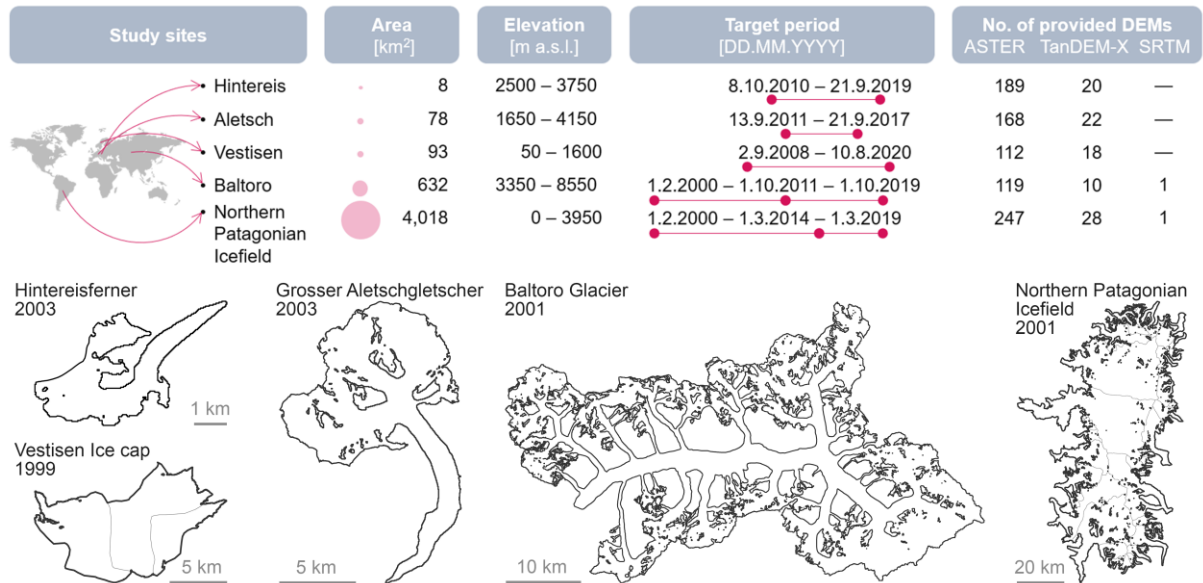 Study sites Area Elevation Target period No. of provided DEMs
[km²] [m a.s.l.] [DD.MM.YYYY] ASTER TanDEM-X SRTM
Hintereis 8 2500 – 3750 8.10.2010 – 21.9.2019 189 20 —
Aletsch 78 1650 – 4150 13.9.2011 – 21.9.2017 168 22 —
Vestisen 93 50 – 1600 2.9.2008 – 10.8.2020 112 18 —
Baltoro 632 3350 – 8550 1.2.2000 – 1.10.2011 – 1.10.2019 119 10 1
Northern 4,018 0 – 3950 1.2.2000 – 1.3.2014 – 1.3.2019 247 28 1
Patagonian
Icefield
Hintereisferner
2003
1 km
Vestisen Ice cap
1999
5 km
Grosser Aletschgletscher
2003
5 km
Baltoro Glacier
2001
10 km
Northern Patagonian
Icefield
2001
20 km